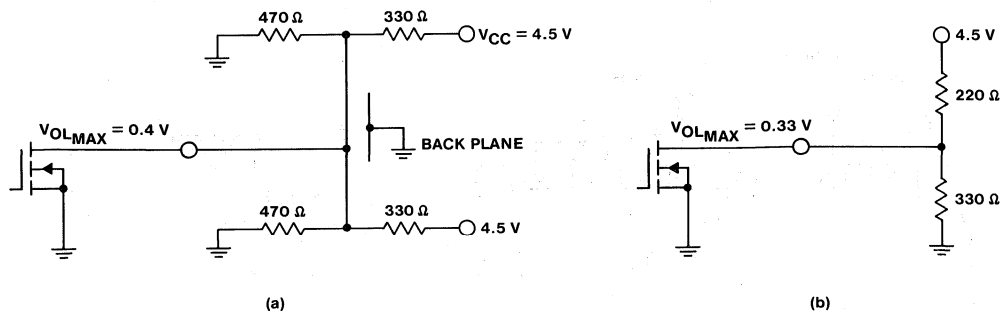 470 Ω
330 Ω
VCC = 4.5 V
VOLMAX = 0.4 V
BACK PLANE
470 Ω
330 Ω
4.5 V
(a)
4.5 V
220 Ω
VOLMAX = 0.33 V
330 Ω
(b)